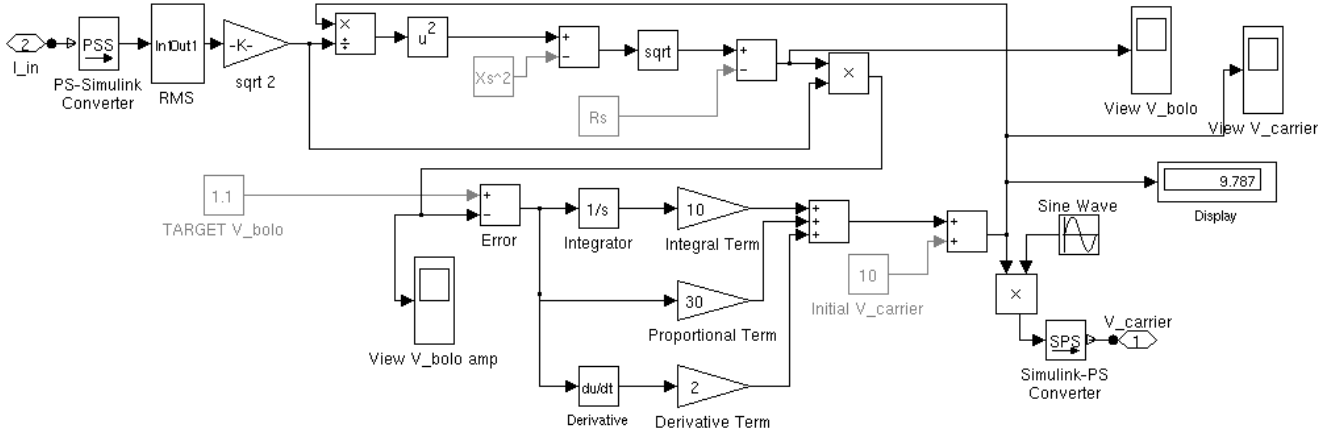 2
I_in
PSS
PS-Simulink
Converter
In1Out1
RMS
-K-
sqrt 2
×
÷
u²
Xs^2
+
−
sqrt
Rs
+
−
×
View V_bolo
View V_carrier
1.1
TARGET V_bolo
+
−
Error
1/s
Integrator
10
Integral Term
+
+
+
10
Initial V_carrier
+
+
9.787
Display
Sine Wave
×
View V_bolo amp
30
Proportional Term
du/dt
Derivative
2
Derivative Term
SPS
Simulink-PS
Converter
V_carrier
1